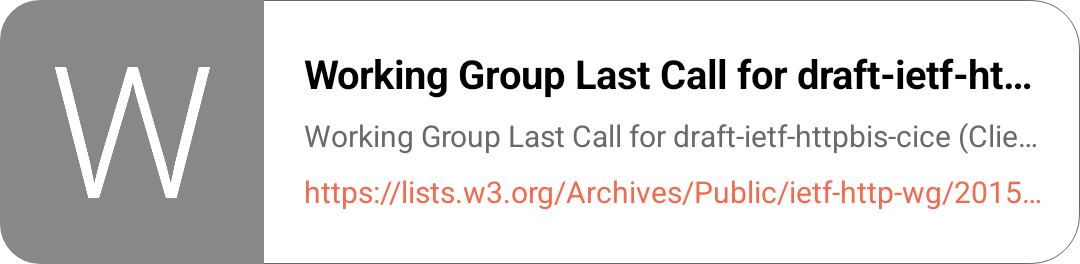 W
Working Group Last Call for draft-ietf-ht...
Working Group Last Call for draft-ietf-httpbis-cice (Clie...
https://lists.w3.org/Archives/Public/ietf-http-wg/2015...